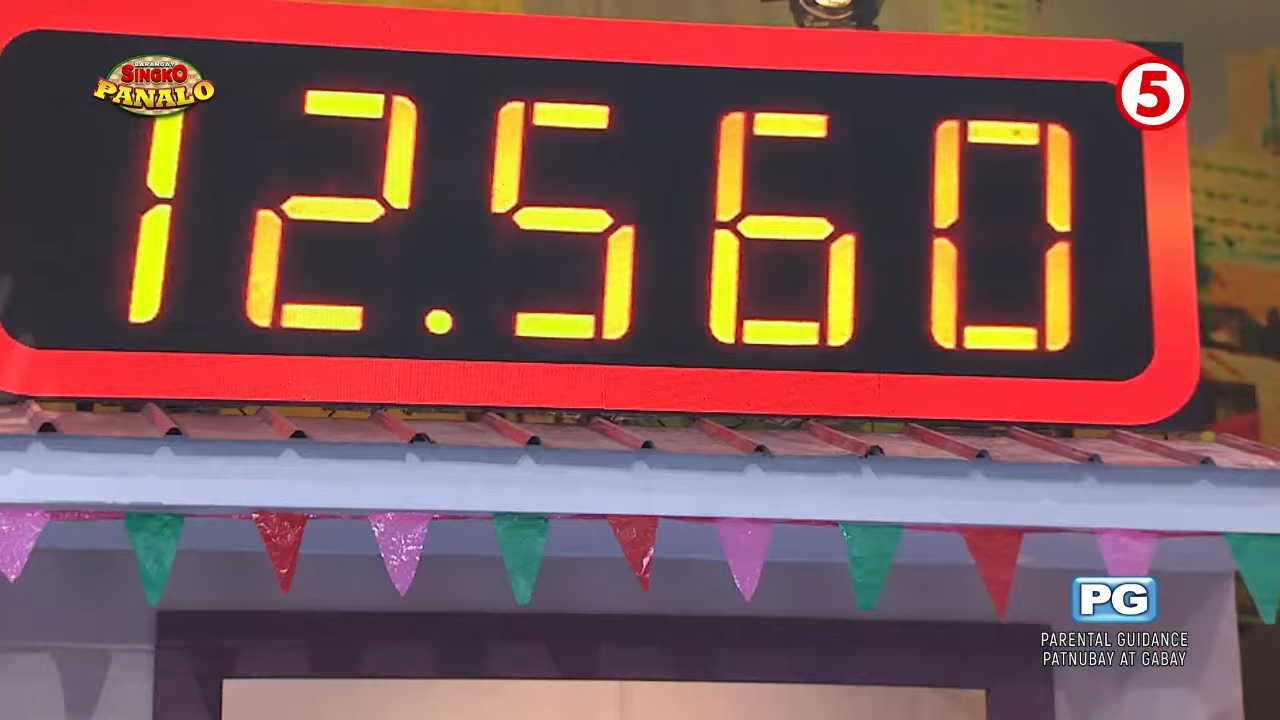 BARANGAY
SINGKO
PANALO
5
12.560
PG
PARENTAL GUIDANCE
PATNUBAY AT GABAY